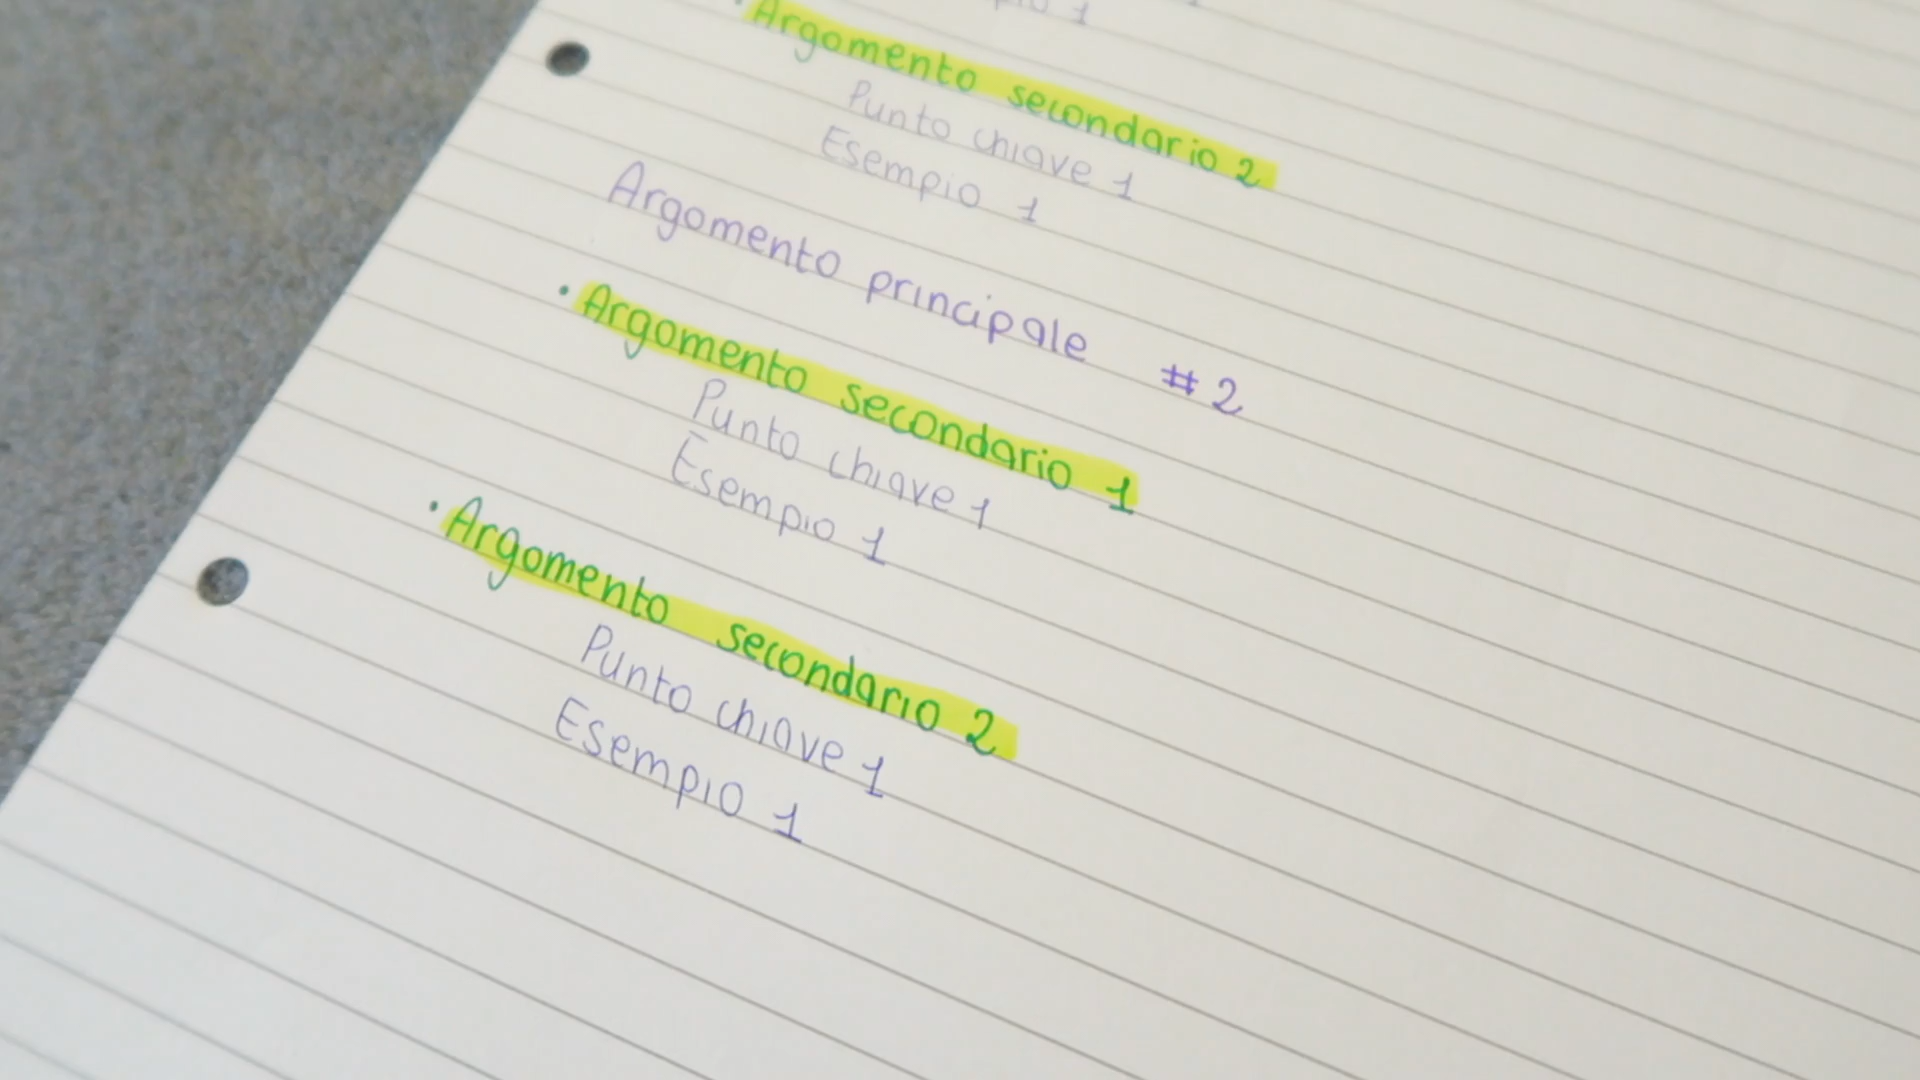 1
• Argomento secondario 2
Punto chiave 1
Esempio 1
Argomento principale #2
• Argomento secondario 1
Punto chiave 1
Esempio 1
• Argomento secondario 2
Punto chiave 1
Esempio 1